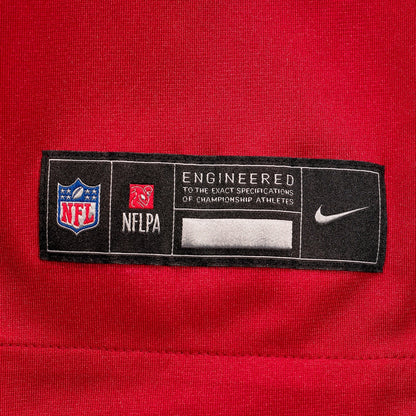 NFL
NFLPA
ENGINEERED
TO THE EXACT SPECIFICATIONS
OF CHAMPIONSHIP ATHLETES